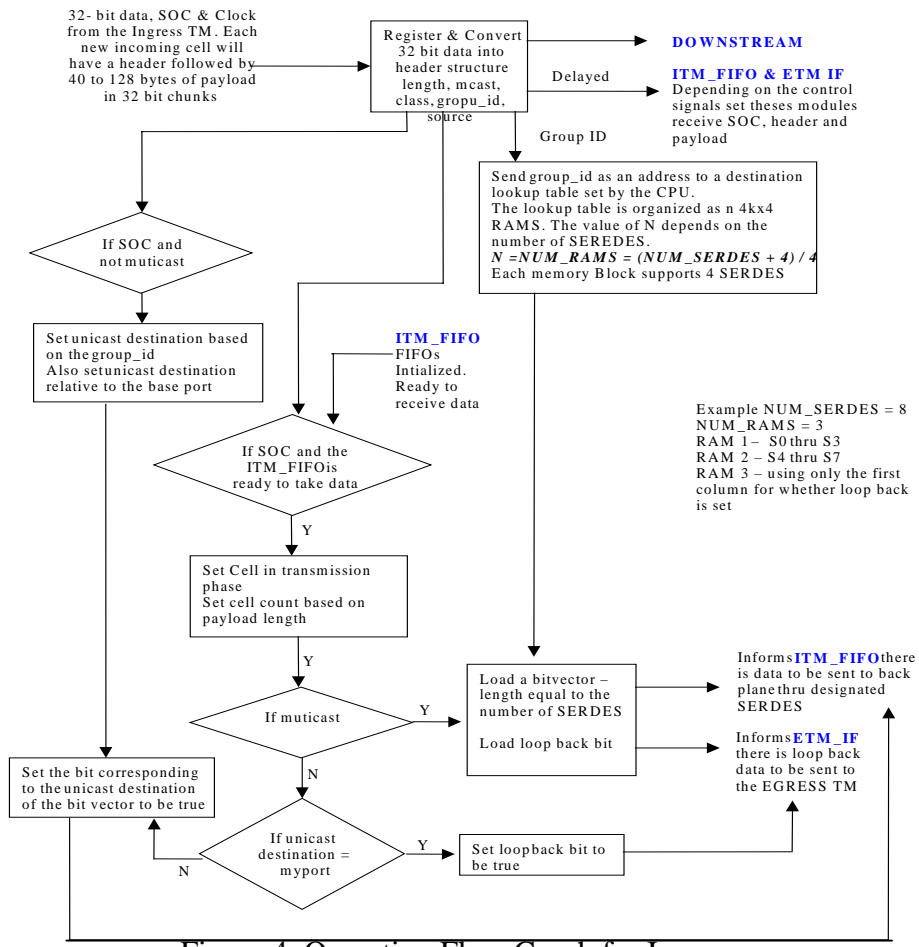 32- bit data, SOC & Clock
from the Ingress TM. Each
new incoming cell will
have a header followed by
40 to 128 bytes of payload
in 32 bit chunks
Register & Convert
32 bit data into
header structure
length, mcast,
class, gropu_id,
source
DOWNSTREAM
Delayed
ITM_FIFO & ETM IF
Depending on the control
signals set theses modules
receive SOC, header and
payload
Group ID
Send group_id as an address to a destination
lookup table set by the CPU.
The lookup table is organized as n 4kx4
RAMS. The value of N depends on the
number of SEREDES.
N =NUM_RAMS = (NUM_SERDES + 4) / 4
Each memory Block supports 4 SERDES
If SOC and
not muticast
Set unicast destination based
on the group_id
Also set unicast destination
relative to the base port
ITM_FIFO
FIFOs
Intialized.
Ready to
receive data
Example NUM_SERDES = 8
NUM_RAMS = 3
RAM 1– S0 thru S3
RAM 2 – S4 thru S7
RAM 3 – using only the first
column for whether loop back
is set
If SOC and the
ITM_FIFO is
ready to take data
Y
Set Cell in transmission
phase
Set cell count based on
payload length
Y
If muticast
Y
Load a bitvector –
length equal to the
number of SERDES
Load loop back bit
Informs ITM_FIFO there
is data to be sent to back
plane thru designated
SERDES
Informs ETM_IF
there is loop back
data to be sent to
the EGRESS TM
N
Set the bit corresponding
to the unicast destination
of the bit vector to be true
If unicast
destination =
myport
N
Y
Set loopback bit to
be true